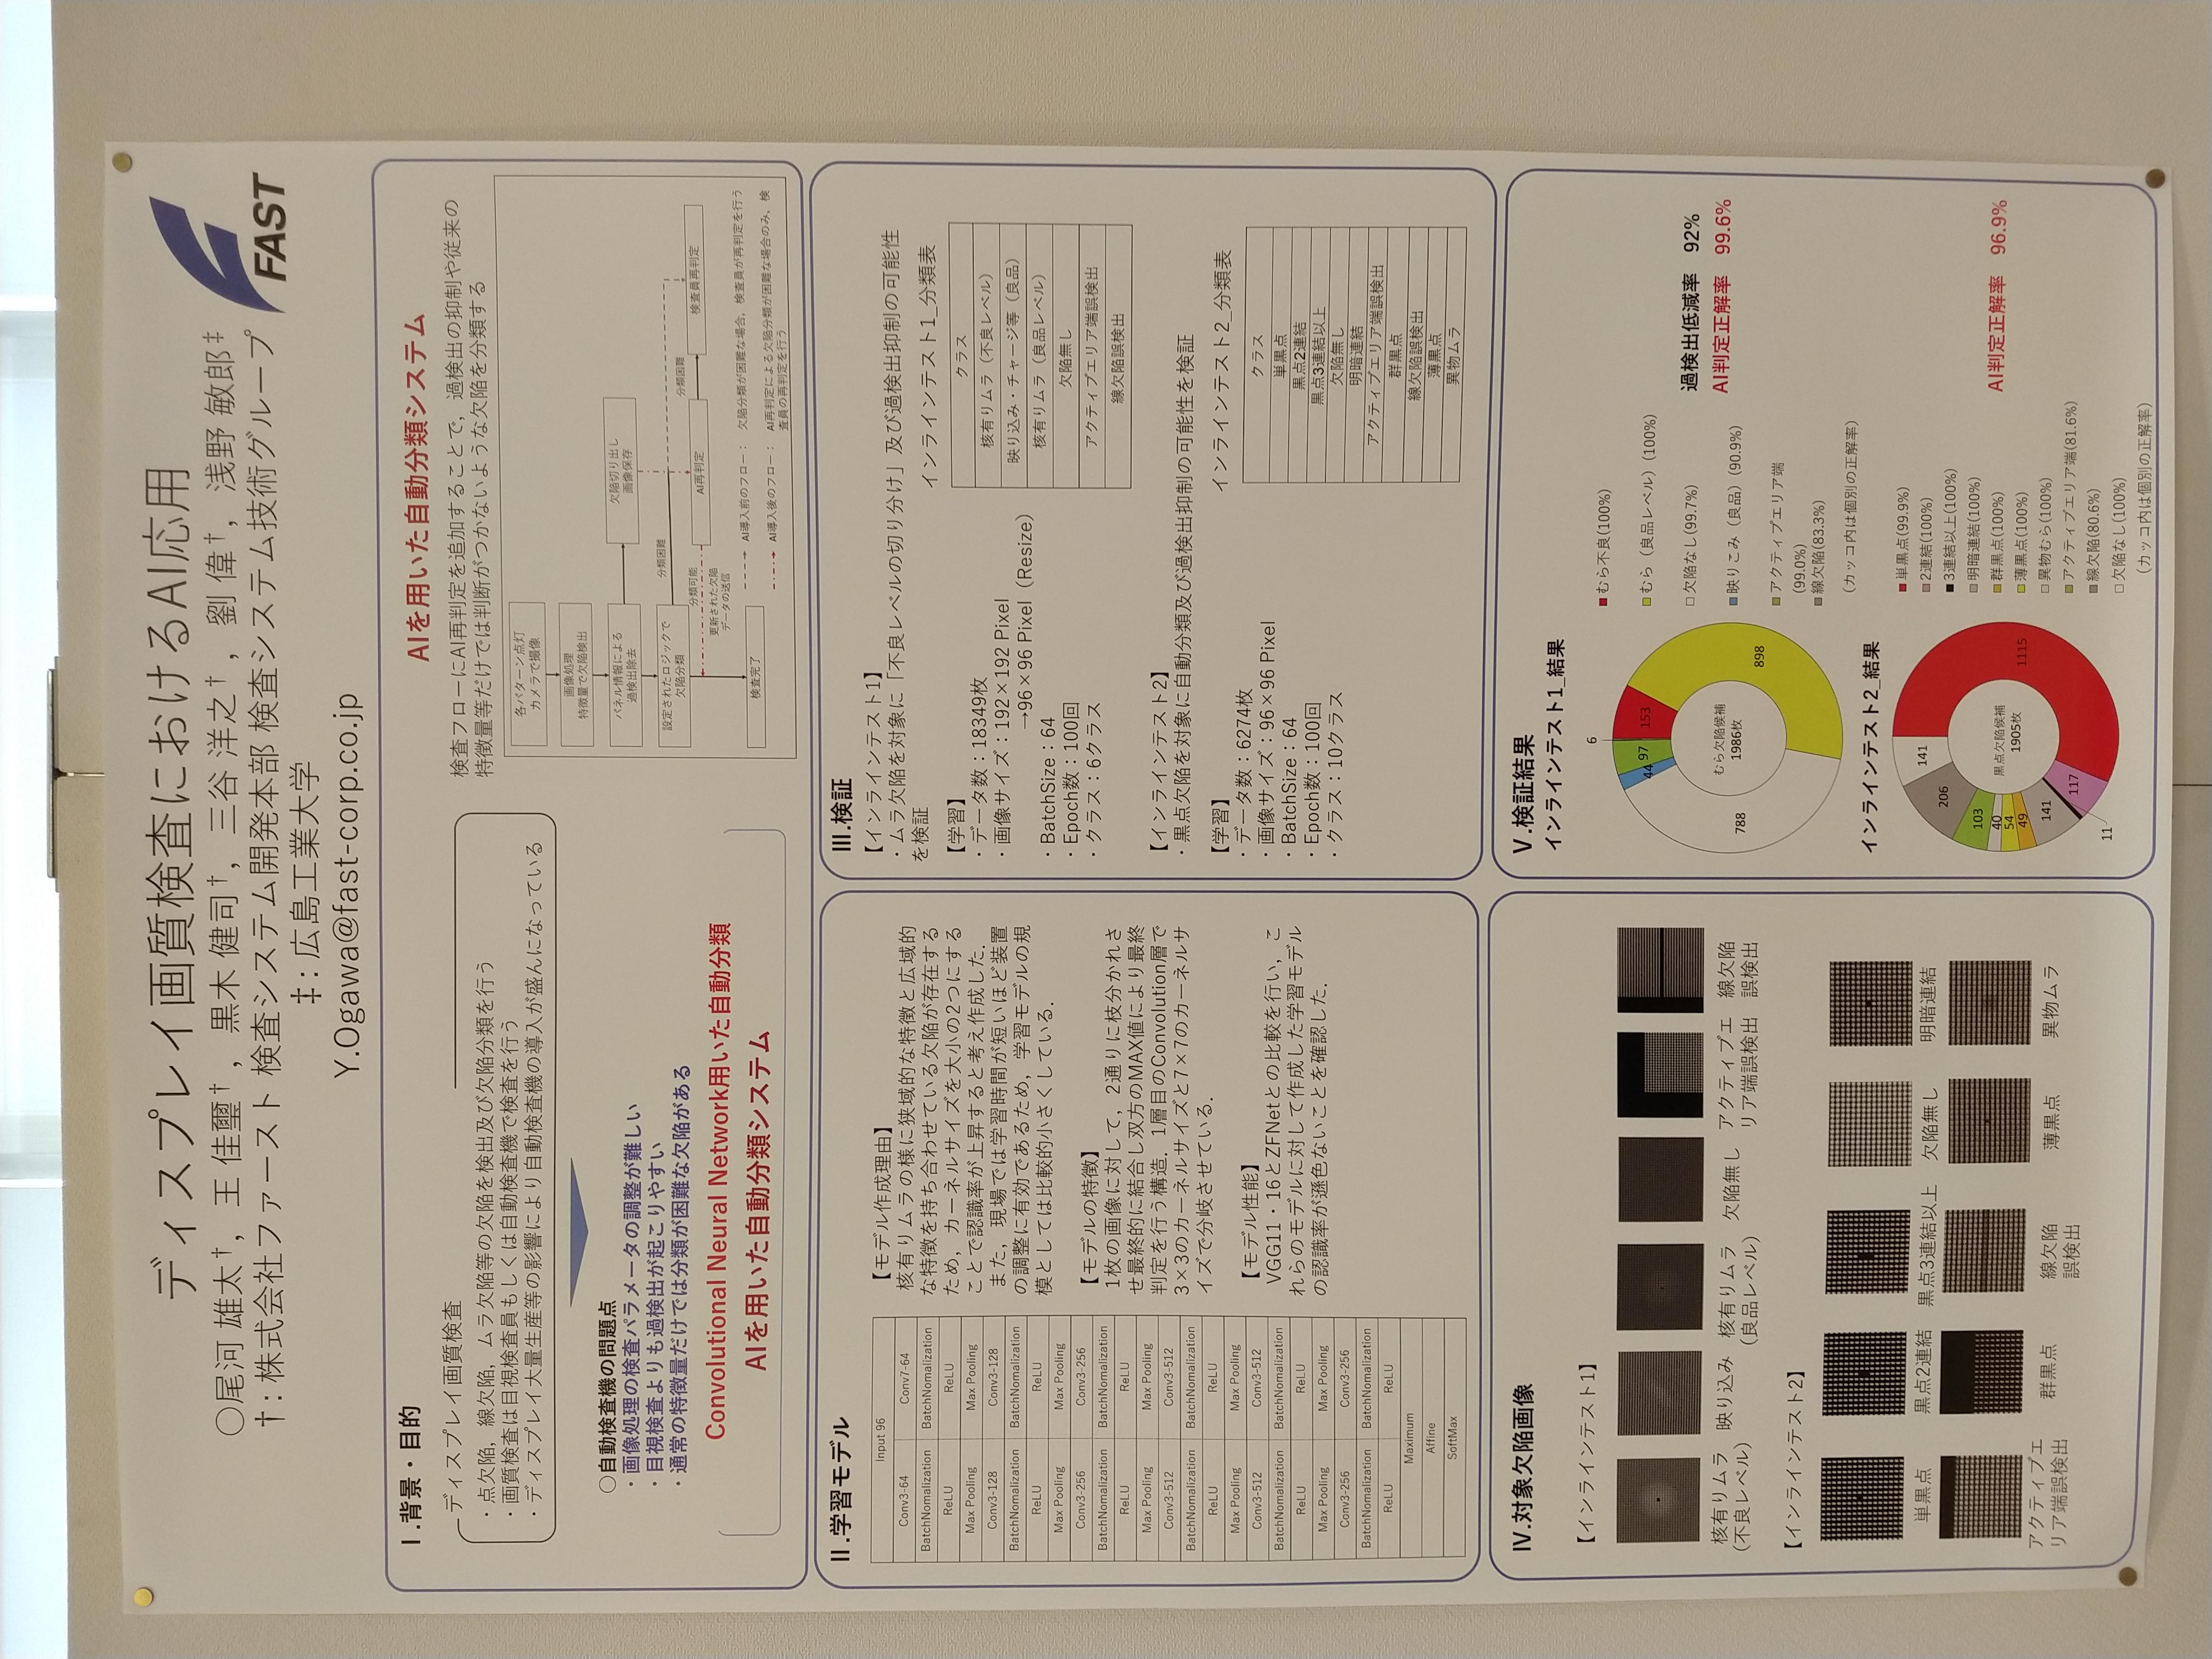 ディスプレイ画質検査におけるAI応用
○尾河 雄太†, 王 佳璽†, 黒木 健司†, 三谷 洋之†, 劉 偉†, 浅野 敏郎‡
†: 株式会社ファースト 検査システム開発本部 検査システム技術グループ
‡: 広島工業大学
Y.Ogawa@fast-corp.co.jp
FAST
Ⅰ.背景・目的
ディスプレイ画質検査
・点欠陥, 線欠陥, ムラ欠陥等の欠陥を検出及び欠陥分類を行う
・画質検査は目視検査員もしくは自動検査機で検査を行う
・ディスプレイ大量生産等の影響により自動検査機の導入が盛んになっている
○自動検査機の問題点
・画像処理の検査パラメータの調整が難しい
・目視検査よりも過検出が起こりやすい
・通常の特徴量だけでは分類が困難な欠陥がある
Convolutional Neural Network用いた自動分類
AIを用いた自動分類システム
AIを用いた自動分類システム
検査フローにAI再判定を追加することで, 過検出の抑制や従来の
特徴量等だけでは判断がつかないような欠陥を分類する
各パターン点灯
カメラで撮像
画像処理
特徴量で欠陥検出
パネル情報による
過検出除去
欠陥切り出し
画像保存
設定されたロジックで
欠陥分類
分類困難
分類可能
AI再判定
分類困難
検査員再判定
更新された欠陥
データの送信
検査完了
AI導入前のフロー: 欠陥分類が困難な場合, 検査員が再判定を行う
AI導入後のフロー: AI再判定による欠陥分類が困難な場合のみ, 検
査員の再判定を行う
Ⅱ.学習モデル
Input 96
Conv3-64 Conv7-64
BatchNomalization BatchNomalization
ReLU ReLU
Max Pooling Max Pooling
Conv3-128 Conv3-128
BatchNomalization BatchNomalization
ReLU ReLU
Max Pooling Max Pooling
Conv3-256 Conv3-256
BatchNomalization BatchNomalization
ReLU ReLU
Max Pooling Max Pooling
Conv3-512 Conv3-512
BatchNomalization BatchNomalization
ReLU ReLU
Max Pooling Max Pooling
Conv3-512 Conv3-512
BatchNomalization BatchNomalization
ReLU ReLU
Max Pooling Max Pooling
Conv3-256 Conv3-256
BatchNomalization BatchNomalization
ReLU ReLU
Maximum
Affine
SoftMax
【モデル作成理由】
核有りムラの様に狭域的な特徴と広域的
な特徴を持ち合わせている欠陥が存在する
ため, カーネルサイズを大小の2つにする
ことで認識率が上昇すると考え作成した.
また, 現場では学習時間が短いほど装置
の調整に有効であるため, 学習モデルの規
模としては比較的小さくしている.
【モデルの特徴】
1枚の画像に対して, 2通りに枝分かれさ
せ最終的に結合し双方のMAX値により最終
判定を行う構造. 1層目のConvolution層で
3×3のカーネルサイズと7×7のカーネルサ
イズで分岐させている.
【モデル性能】
VGG11・16とZFNetとの比較を行い, こ
れらのモデルに対して作成した学習モデル
の認識率が遜色ないことを確認した.
Ⅲ.検証
【インラインテスト1】
・ムラ欠陥を対象に「不良レベルの切り分け」及び過検出抑制の可能性
を検証
【学習】
・データ数：18349枚
・画像サイズ：192×192 Pixel
→96×96 Pixel（Resize）
・BatchSize：64
・Epoch数：100回
・クラス：6クラス
インラインテスト1_分類表
クラス
核有りムラ（不良レベル）
映り込み・チャージ等（良品）
核有りムラ（良品レベル）
欠陥無し
アクティブエリア端誤検出
線欠陥誤検出
【インラインテスト2】
・黒点欠陥を対象に自動分類及び過検出抑制の可能性を検証
【学習】
・データ数：6274枚
・画像サイズ：96×96 Pixel
・BatchSize：64
・Epoch数：100回
・クラス：10クラス
インラインテスト2_分類表
クラス
単黒点
黒点2連結
黒点3連結以上
欠陥無し
明暗連結
アクティブエリア端誤検出
群黒点
線欠陥誤検出
薄黒点
異物ムラ
Ⅳ.対象欠陥画像
【インラインテスト1】
核有りムラ
(不良レベル)
映り込み
核有りムラ
(良品レベル)
欠陥無し
アクティブエ
リア端誤検出
線欠陥
誤検出
【インラインテスト2】
単黒点
黒点2連結
黒点3連結以上
欠陥無し
明暗連結
アクティブエ
リア端誤検出
群黒点
線欠陥
誤検出
薄黒点
異物ムラ
Ⅴ.検証結果
インラインテスト1_結果
6
44
97
153
788
898
むら欠陥候補
1986枚
むら不良(100%)
むら（良品レベル）(100%)
欠陥なし(99.7%)
映りこみ（良品）(90.9%)
アクティブエリア端
(99.0%)
線欠陥(83.3%)
（カッコ内は個別の正解率）
過検出低減率 92%
AI判定正解率 99.6%
インラインテスト2_結果
141
206
103
40
54
49
141
11
117
1115
黒点欠陥候補
1905枚
単黒点(99.9%)
2連結(100%)
3連結以上(100%)
明暗連結(100%)
群黒点(100%)
薄黒点(100%)
異物むら(100%)
アクティブエリア端(81.6%)
線欠陥(80.6%)
欠陥なし(100%)
（カッコ内は個別の正解率）
AI判定正解率 96.9%